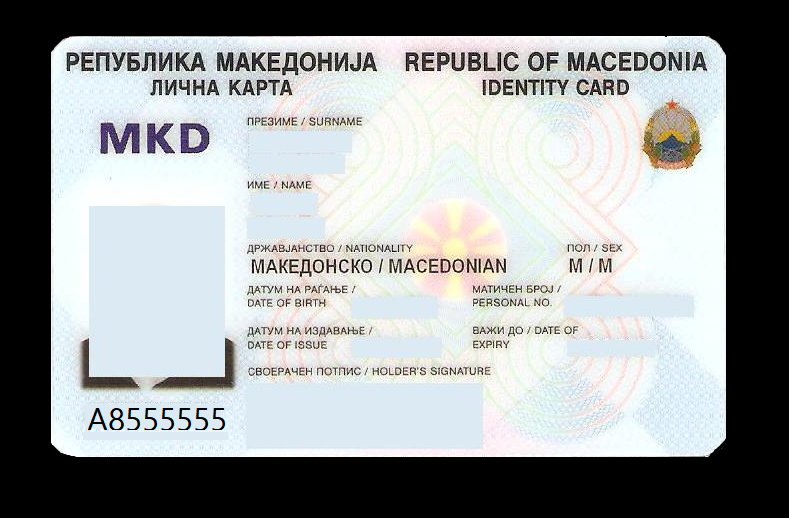 РЕПУБЛИКА МАКЕДОНИЈА REPUBLIC OF MACEDONIA
ЛИЧНА КАРТА IDENTITY CARD
MKD
ПРЕЗИМЕ / SURNAME
ИМЕ / NAME
ДРЖАВЈАНСТВО / NATIONALITY
МАКЕДОНСКО / MACEDONIAN
ПОЛ / SEX
M / M
ДАТУМ НА РАЃАЊЕ /
DATE OF BIRTH
МАТИЧЕН БРОЈ /
PERSONAL NO.
ДАТУМ НА ИЗДАВАЊЕ /
DATE OF ISSUE
ВАЖИ ДО / DATE OF
EXPIRY
СВОЕРАЧЕН ПОТПИС / HOLDER'S SIGNATURE
A8555555